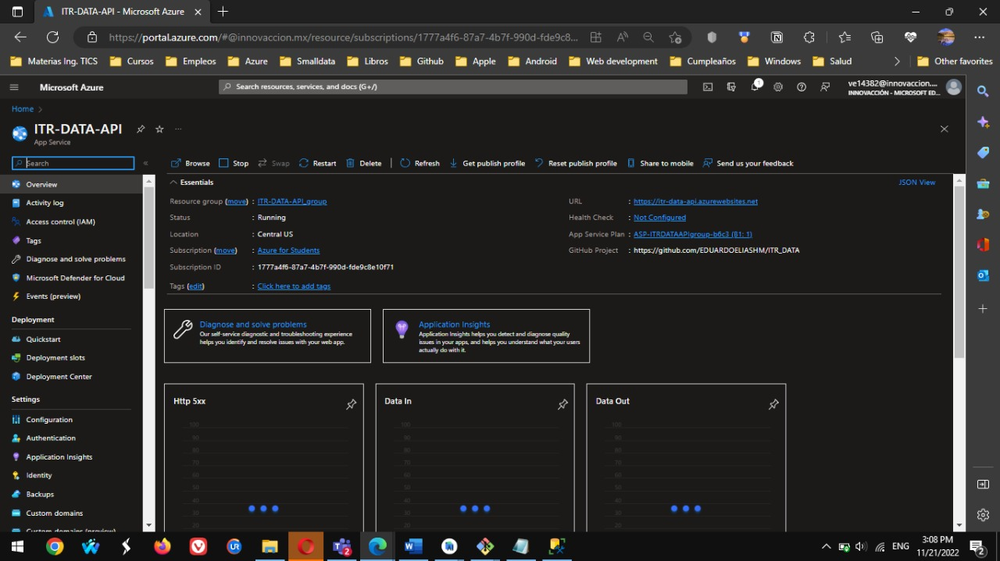 ITR-DATA-API - Microsoft Azure
https://portal.azure.com/#@innovaccion.mx/resource/subscriptions/1777a4f6-87a7-4b7f-990d-fde9c8...
Materias Ing. TICS
Cursos
Empleos
Azure
Smalldata
Libros
Github
Apple
Android
Web development
Cumpleaños
Windows
Salud
Other favorites
Microsoft Azure
Search resources, services, and docs (G+/)
1
ve14382@innovaccion....
INNOVACCIÓN - MICROSOFT ED...
Home
ITR-DATA-API
App Service
Search
Browse
Stop
Swap
Restart
Delete
Refresh
Get publish profile
Reset publish profile
Share to mobile
Send us your feedback
Overview
Activity log
Access control (IAM)
Tags
Diagnose and solve problems
Microsoft Defender for Cloud
Events (preview)
Deployment
Quickstart
Deployment slots
Deployment Center
Settings
Configuration
Authentication
Application Insights
Identity
Backups
Custom domains
Custom domains (preview)
Essentials
JSON View
Resource group (move) : ITR-DATA-API_group
Status : Running
Location : Central US
Subscription (move) : Azure for Students
Subscription ID : 1777a4f6-87a7-4b7f-990d-fde9c8e10f71
Tags (edit) : Click here to add tags
URL : https://itr-data-api.azurewebsites.net
Health Check : Not Configured
App Service Plan : ASP-ITRDATAAPIgroup-b6c3 (B1: 1)
GitHub Project : https://github.com/EDUARDOELIASHM/ITR_DATA
Diagnose and solve problems
Our self-service diagnostic and troubleshooting experience
helps you identify and resolve issues with your web app.
Application Insights
Application Insights helps you detect and diagnose quality
issues in your apps, and helps you understand what your users
actually do with it.
Http 5xx
100
90
80
70
60
50
40
30
20
Data In
100
90
80
70
60
50
40
30
20
Data Out
100
90
80
70
60
50
40
30
20
UR
2
ENG
3:08 PM
11/21/2022
2